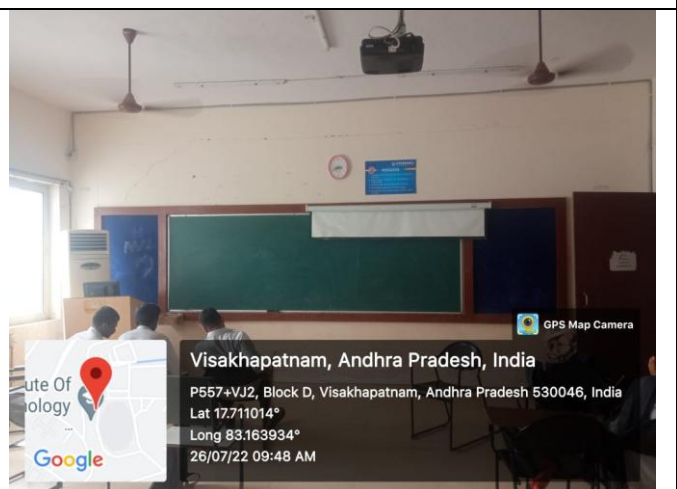 GPS Map Camera
Visakhapatnam, Andhra Pradesh, India
P557+VJ2, Block D, Visakhapatnam, Andhra Pradesh 530046, India
Lat 17.711014°
Long 83.163934°
26/07/22 09:48 AM
ute Of
ology
...
Google